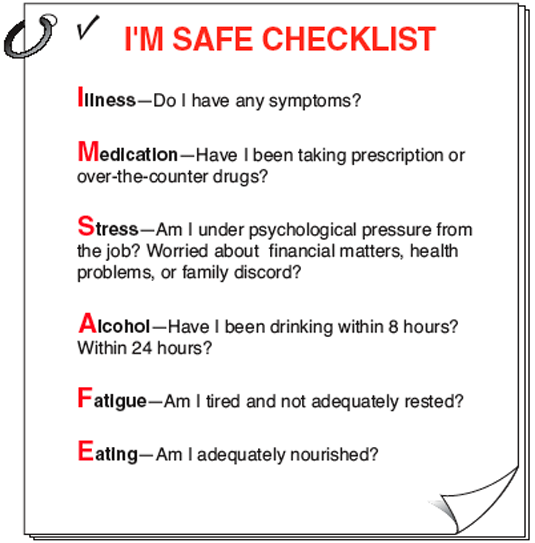 I'M SAFE CHECKLIST
Illness—Do I have any symptoms?
Medication—Have I been taking prescription or
over-the-counter drugs?
Stress—Am I under psychological pressure from
the job? Worried about financial matters, health
problems, or family discord?
Alcohol—Have I been drinking within 8 hours?
Within 24 hours?
Fatigue—Am I tired and not adequately rested?
Eating—Am I adequately nourished?